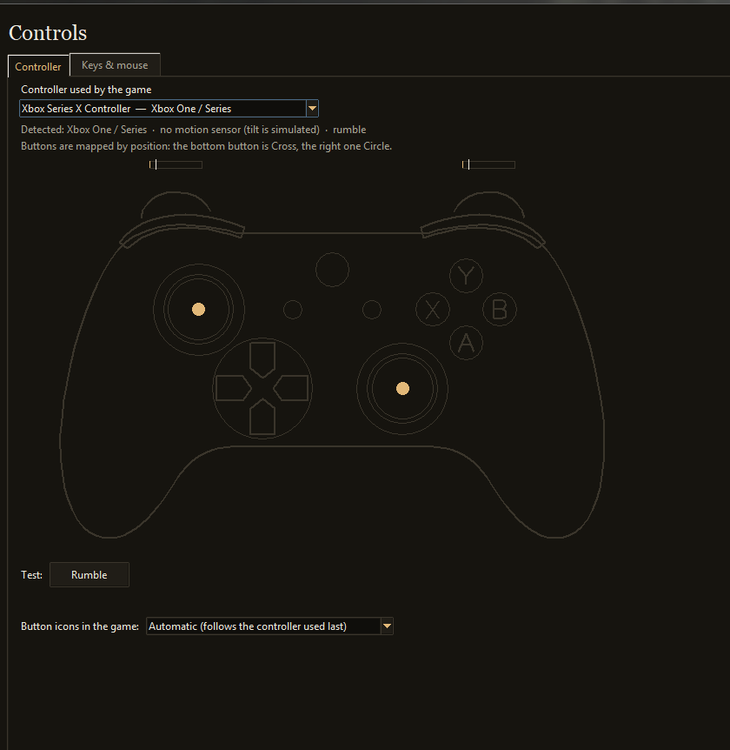 Controls
Controller
Keys & mouse
Controller used by the game
Xbox Series X Controller — Xbox One / Series
Detected: Xbox One / Series · no motion sensor (tilt is simulated) · rumble
Buttons are mapped by position: the bottom button is Cross, the right one Circle.
Y
X
B
A
Test:
Rumble
Button icons in the game:
Automatic (follows the controller used last)